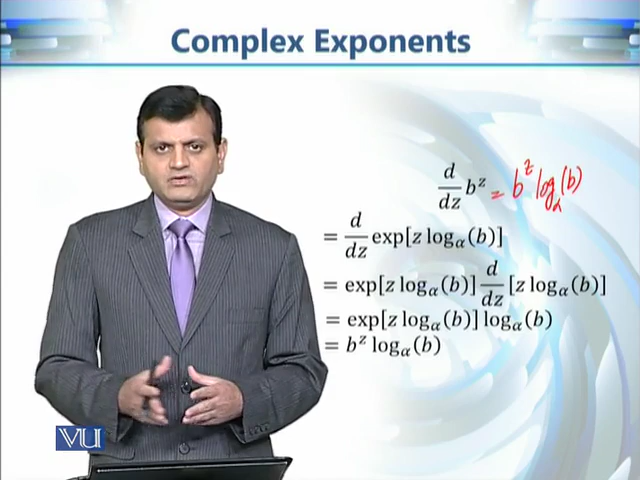 Complex Exponents
d/dz b^z = b^z log_α(b)
= d/dz exp[z log_α(b)]
= exp[z log_α(b)] d/dz [z log_α(b)]
= exp[z log_α(b)] log_α(b)
= b^z log_α(b)
VU